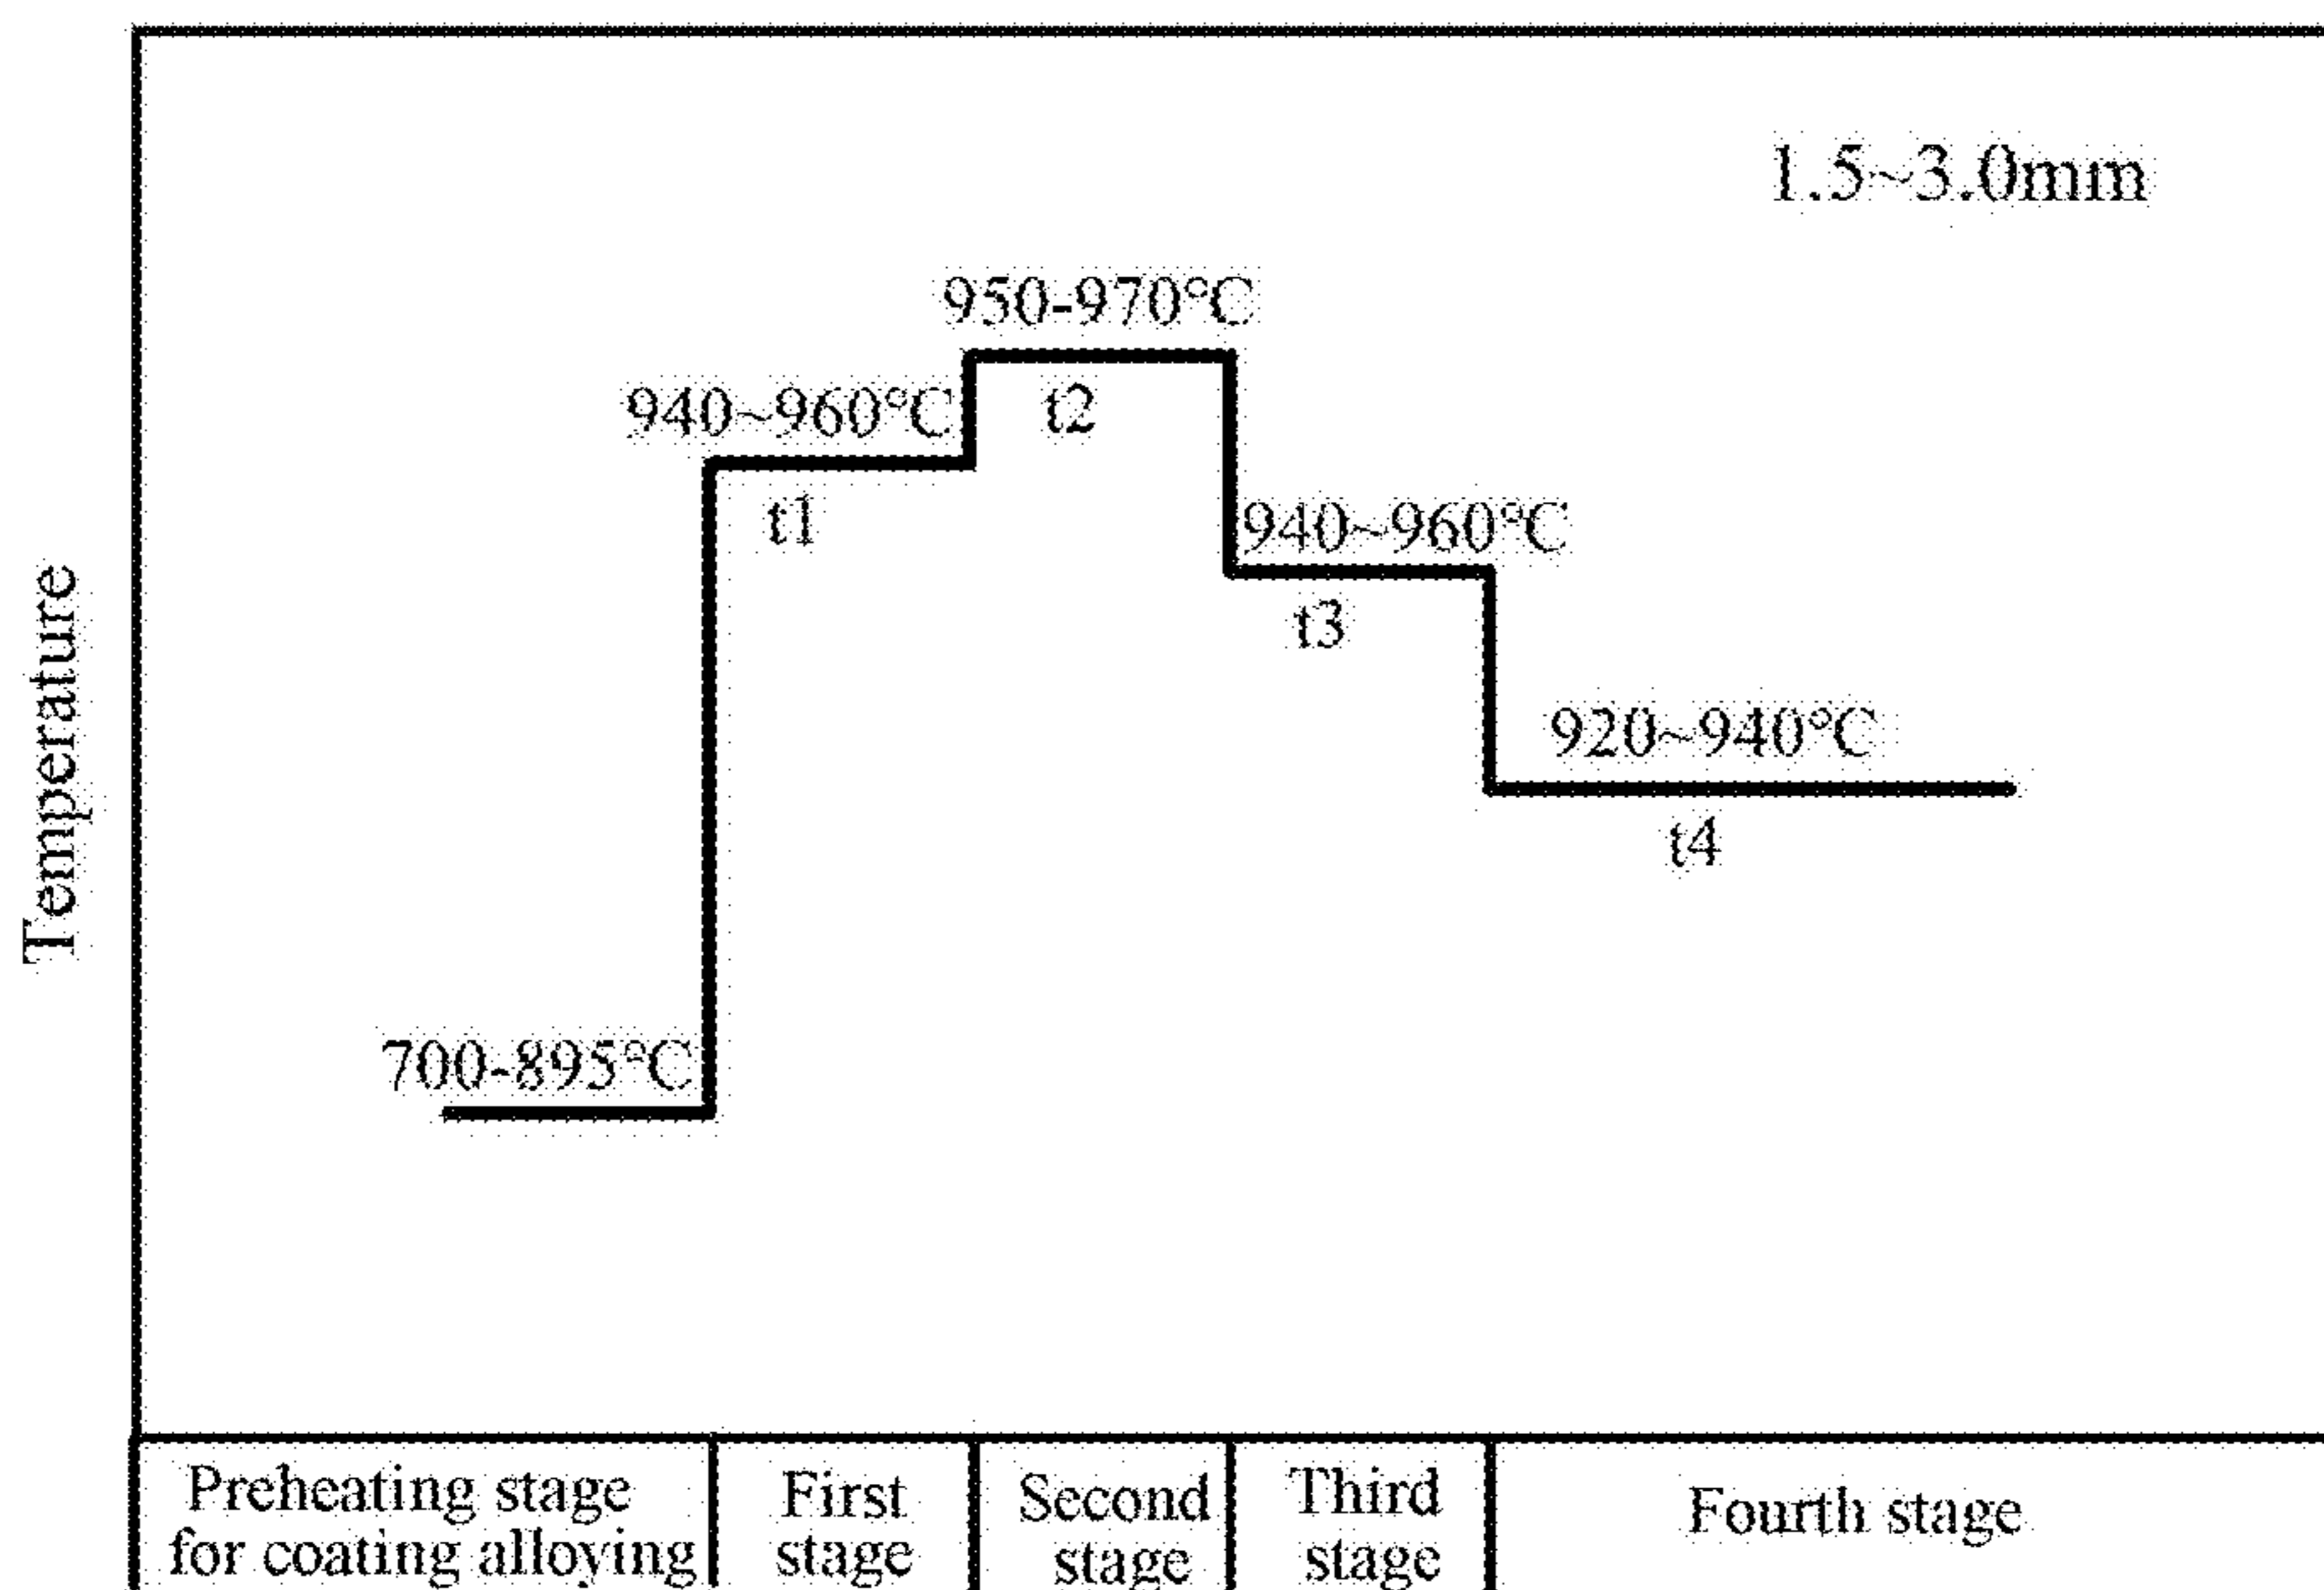 1.5~3.0mm
950-970°C
t2
940~960°C
t1
940~960°C
t3
920~940°C
t4
700-895°C
Temperature
Preheating stage
for coating alloying
First
stage
Second
stage
Third
stage
Fourth stage